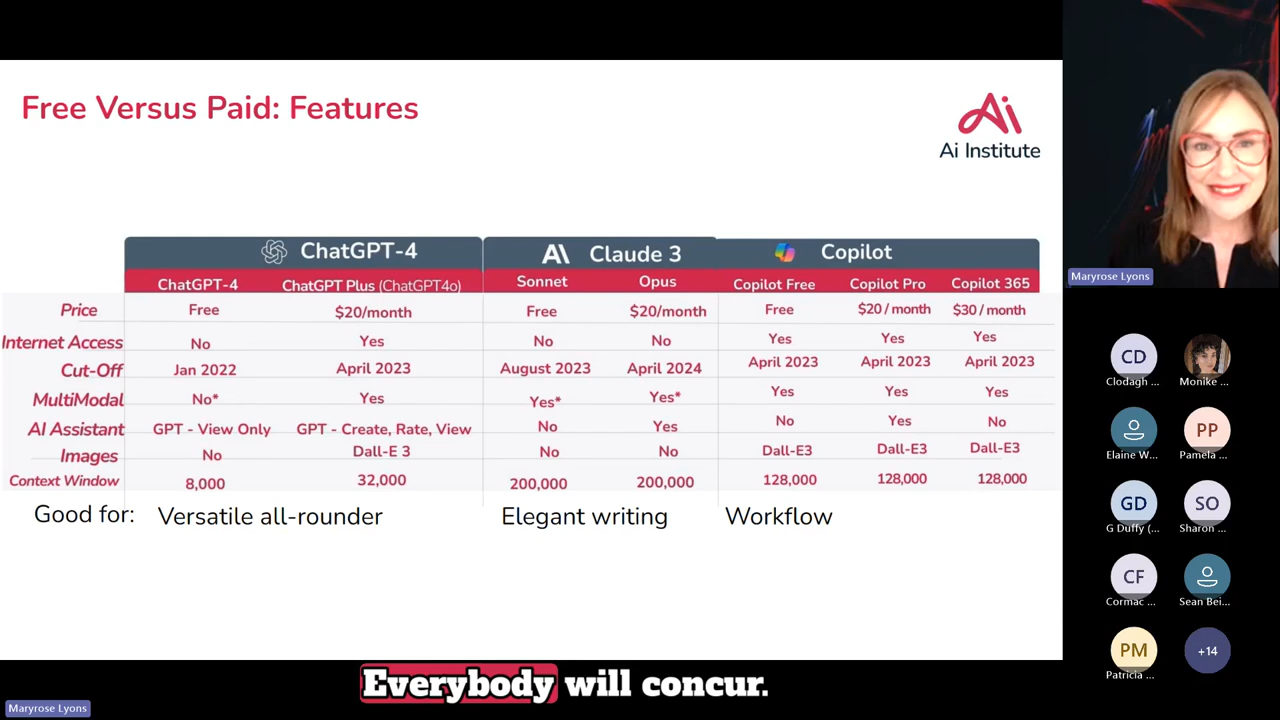 Free Versus Paid: Features
Ai
Ai Institute
ChatGPT-4 Claude 3 Copilot
ChatGPT-4 ChatGPT Plus (ChatGPT4o) Sonnet Opus Copilot Free Copilot Pro Copilot 365
Price Free $20/month Free $20/month Free $20 / month $30 / month
Internet Access No Yes No No Yes Yes Yes
Cut-Off Jan 2022 April 2023 August 2023 April 2024 April 2023 April 2023 April 2023
MultiModal No* Yes Yes* Yes* Yes Yes Yes
AI Assistant GPT - View Only GPT - Create, Rate, View No Yes No Yes No
Images No Dall-E 3 No No Dall-E3 Dall-E3 Dall-E3
Context Window 8,000 32,000 200,000 200,000 128,000 128,000 128,000
Good for: Versatile all-rounder Elegant writing Workflow
Everybody will concur.
Maryrose Lyons
Maryrose Lyons
CD
Clodagh ... Monike ...
PP
Elaine W... Pamela ...
GD SO
G Duffy (... Sharon ...
CF
Cormac ... Sean Bei...
PM +14
Patricia ...